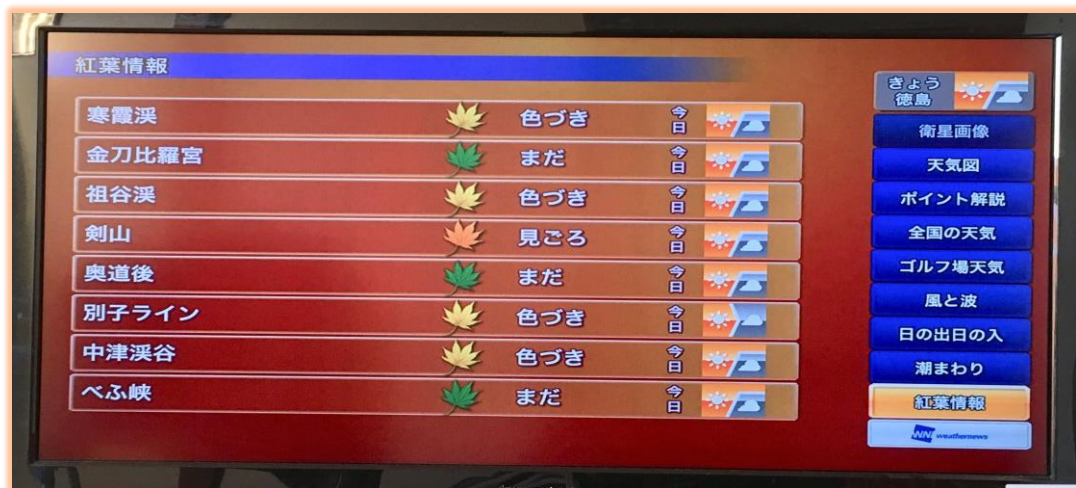 紅葉情報
寒霞渓 色づき 今日
金刀比羅宮 まだ 今日
祖谷渓 色づき 今日
剣山 見ごろ 今日
奥道後 まだ 今日
別子ライン 色づき 今日
中津渓谷 色づき 今日
べふ峡 まだ 今日
きょう
徳島
衛星画像
天気図
ポイント解説
全国の天気
ゴルフ場天気
風と波
日の出日の入
潮まわり
紅葉情報
WNI weathernews